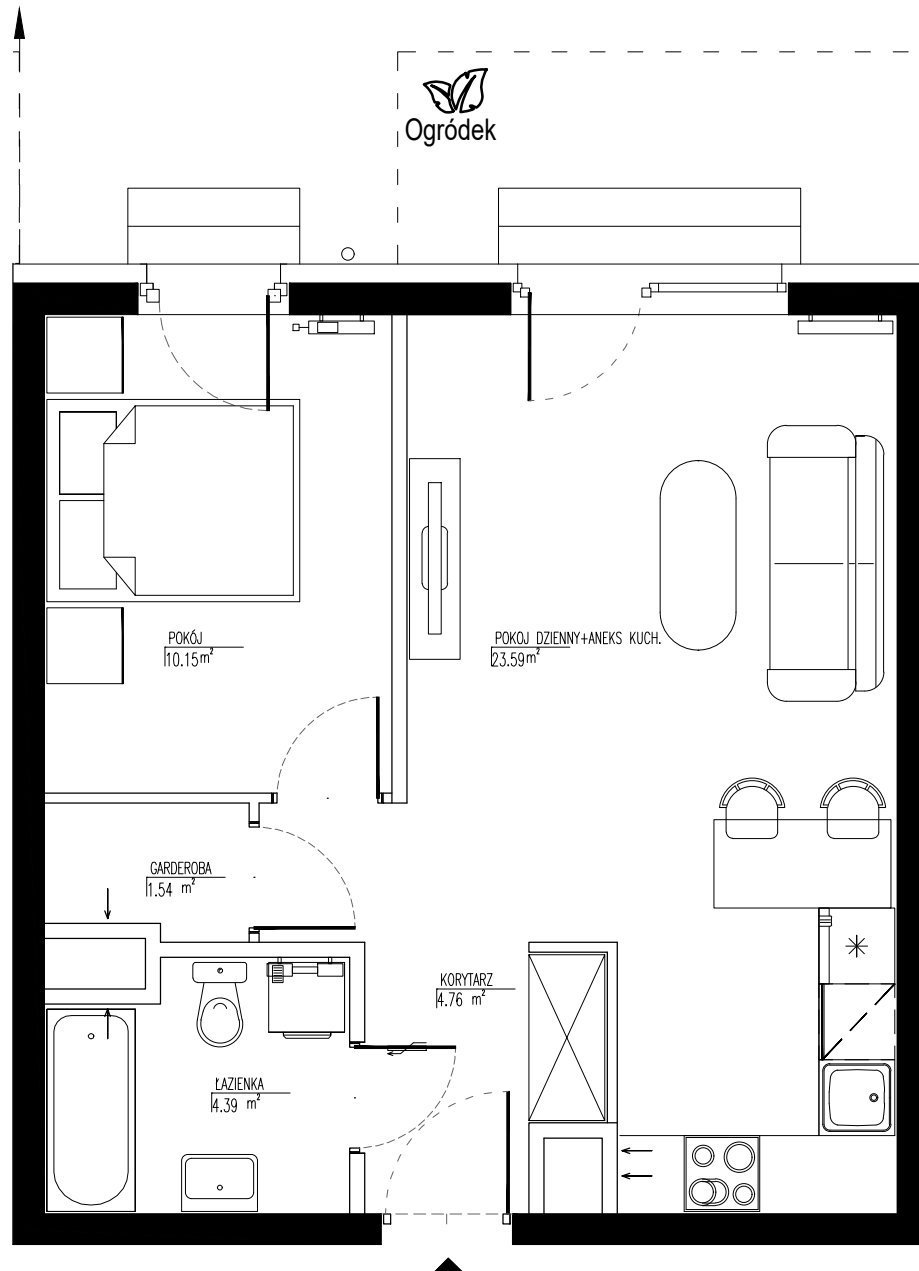 Ogródek
POKÓJ
10.15m²
POKOJ DZIENNY+ANEKS KUCH.
23.59m²
GARDEROBA
1.54 m²
KORYTARZ
4.76 m²
ŁAZIENKA
4.39 m²